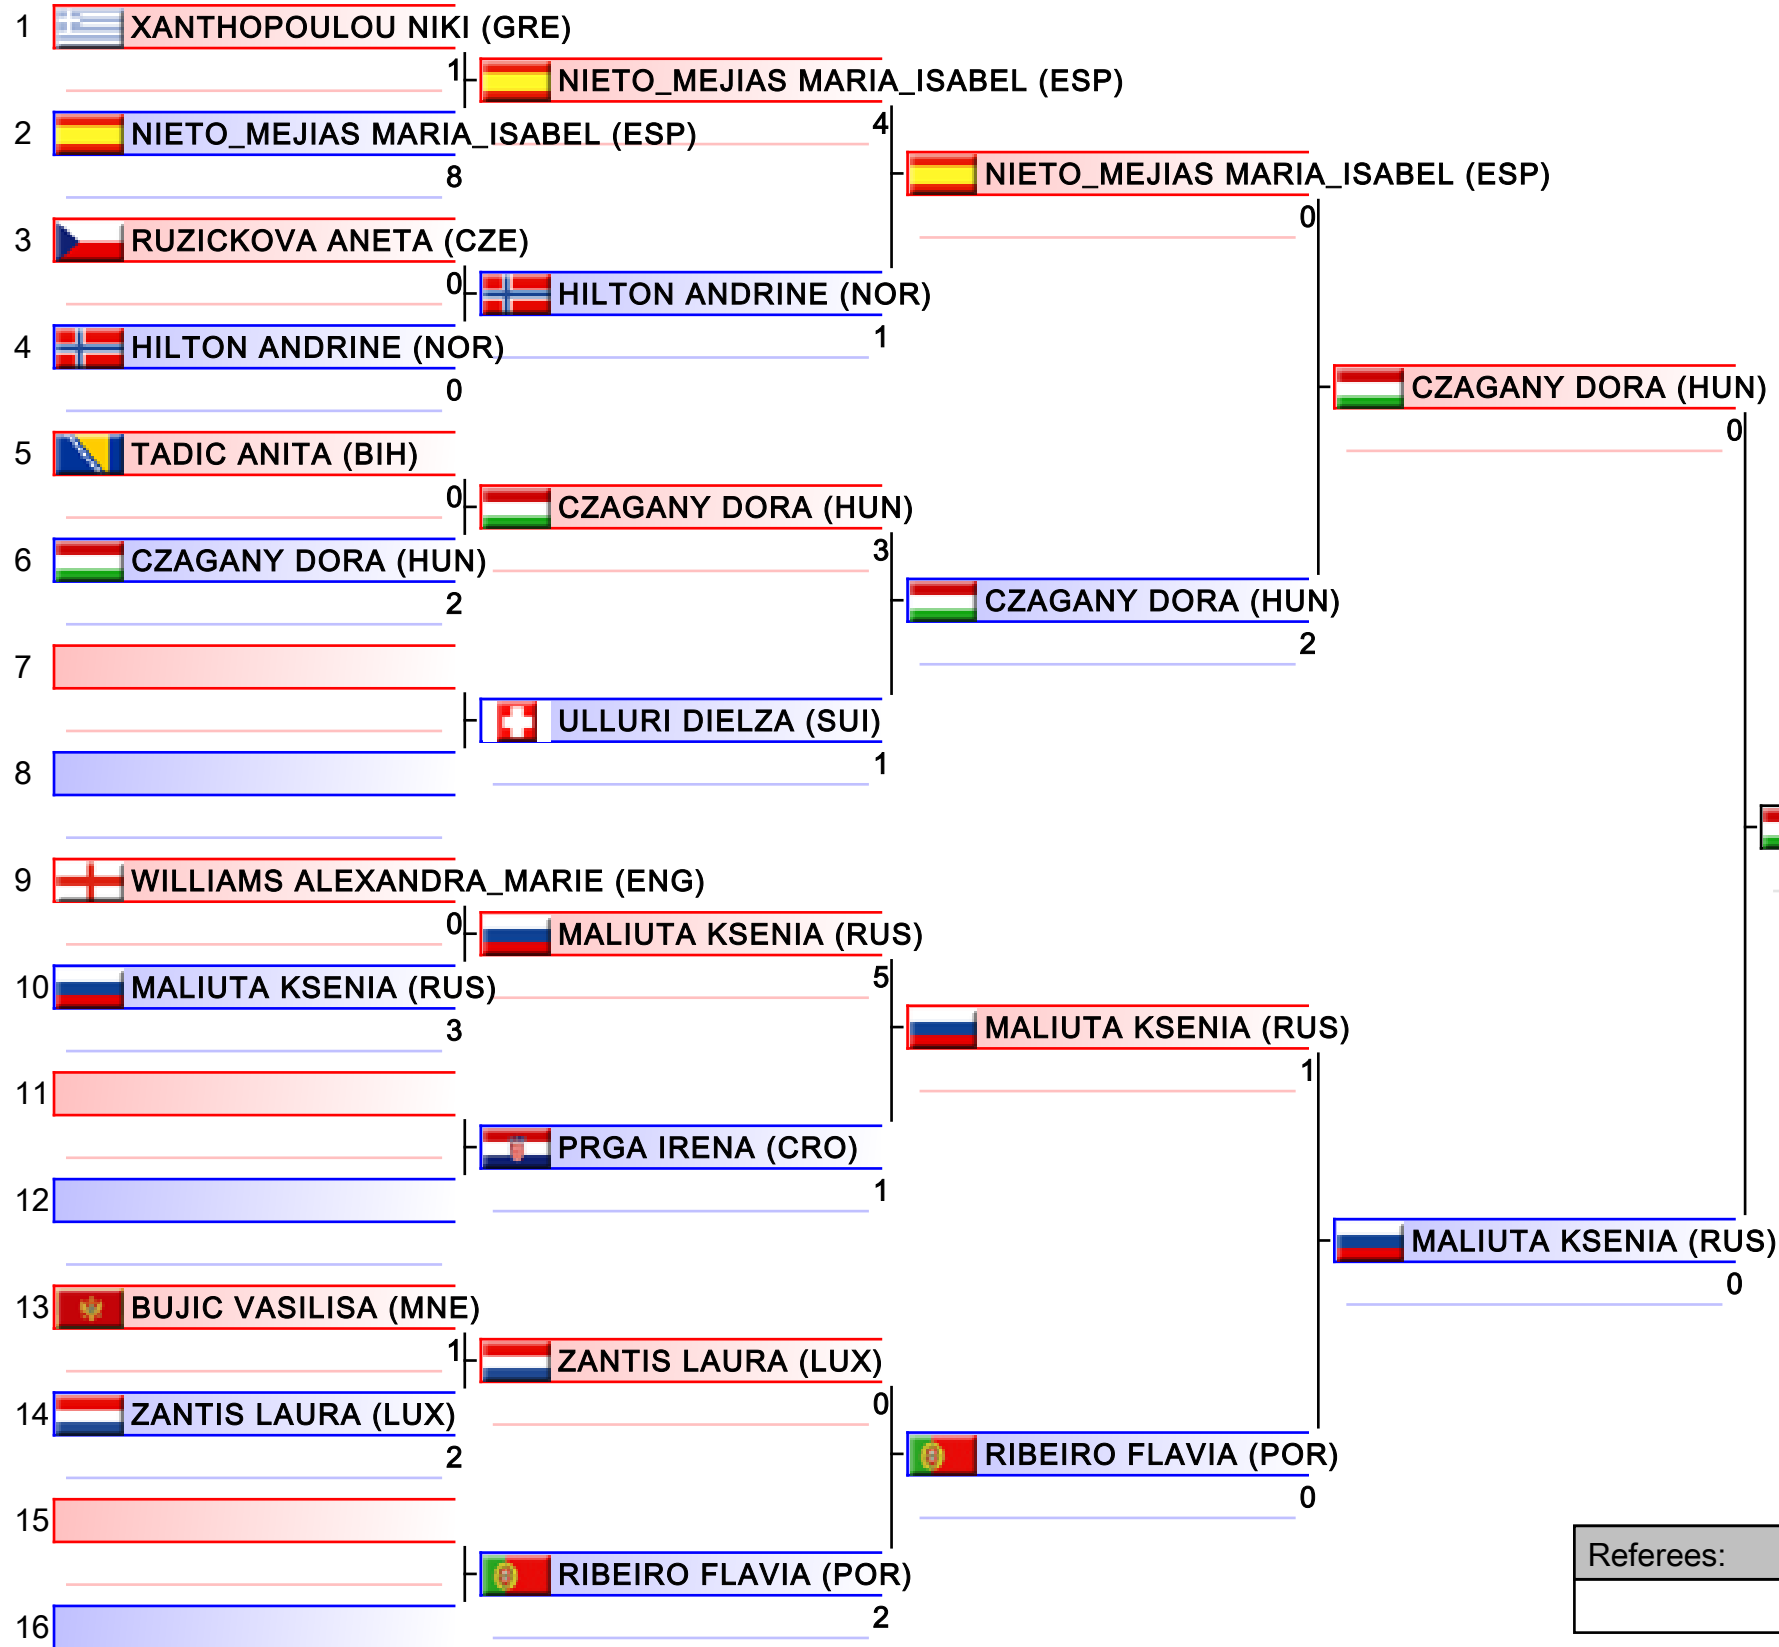 1 XANTHOPOULOU NIKI (GRE)
1 NIETO_MEJIAS MARIA_ISABEL (ESP)
2 NIETO_MEJIAS MARIA_ISABEL (ESP)
4
NIETO_MEJIAS MARIA_ISABEL (ESP)
8
0
3 RUZICKOVA ANETA (CZE)
0 HILTON ANDRINE (NOR)
1
4 HILTON ANDRINE (NOR)
0
CZAGANY DORA (HUN)
0
5 TADIC ANITA (BIH)
0 CZAGANY DORA (HUN)
3
6 CZAGANY DORA (HUN)
2
CZAGANY DORA (HUN)
2
7
ULLURI DIELZA (SUI)
1
8
9 WILLIAMS ALEXANDRA_MARIE (ENG)
0 MALIUTA KSENIA (RUS)
5
10 MALIUTA KSENIA (RUS)
3
MALIUTA KSENIA (RUS)
1
11
PRGA IRENA (CRO)
1
12
MALIUTA KSENIA (RUS)
0
13 BUJIC VASILISA (MNE)
1 ZANTIS LAURA (LUX)
0
14 ZANTIS LAURA (LUX)
2
RIBEIRO FLAVIA (POR)
0
15
RIBEIRO FLAVIA (POR)
2
16
Referees: